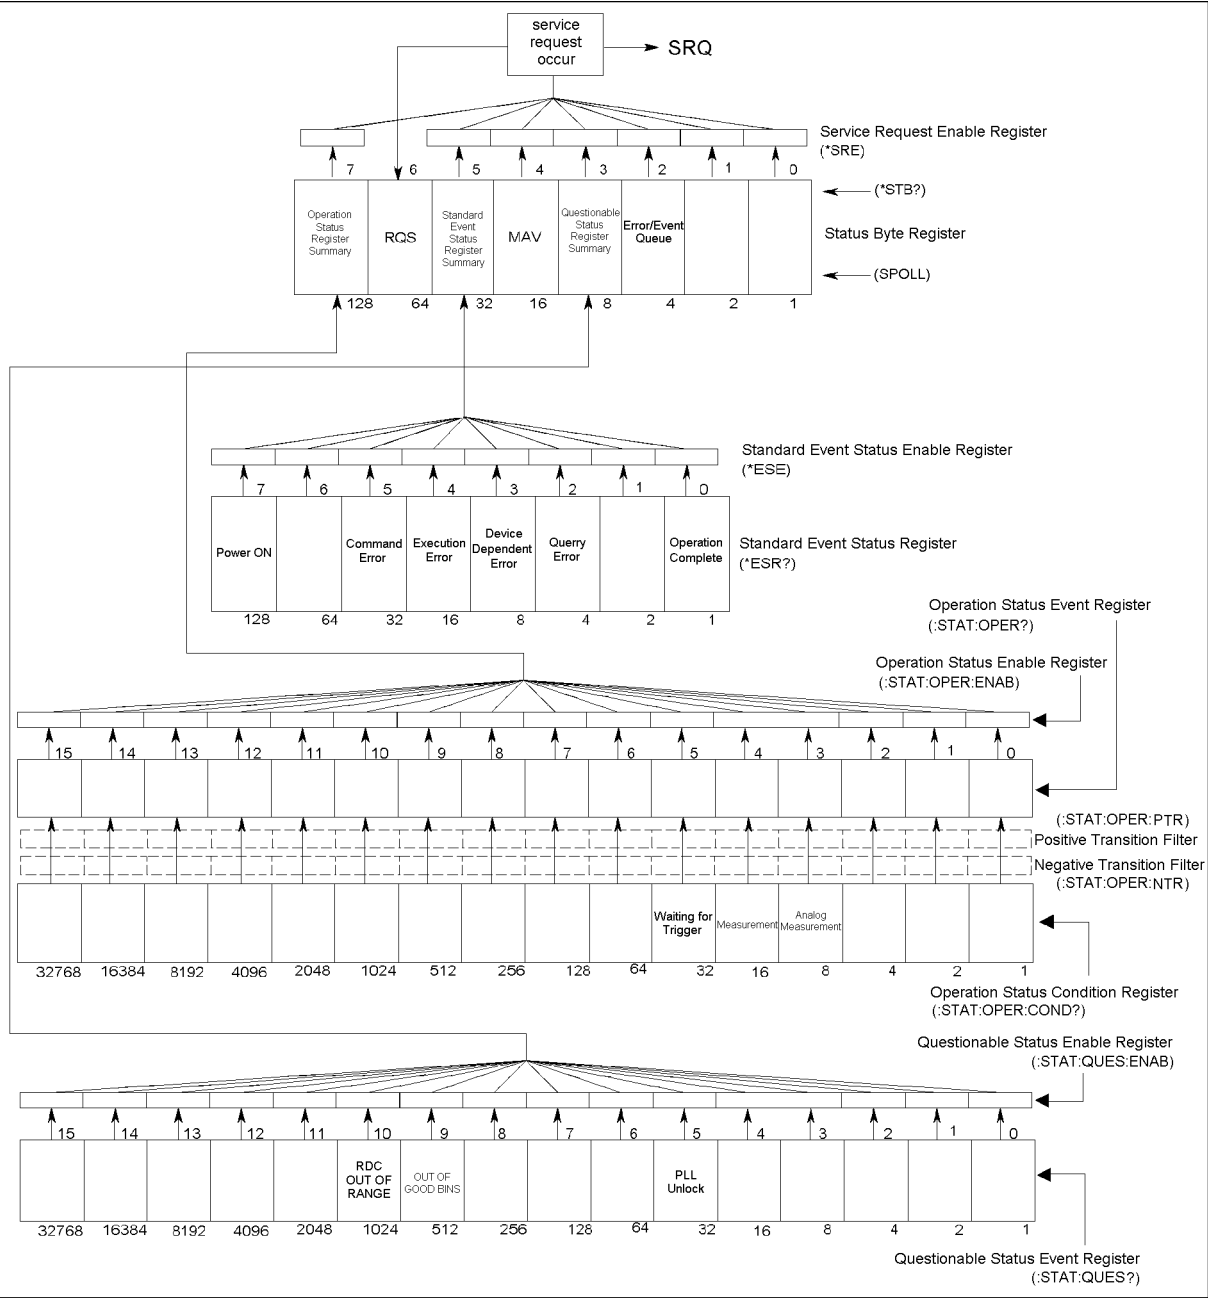 service
request
occur
SRQ
Service Request Enable Register
(*SRE)
7 6 5 4 3 2 1 0
(*STB?)
Operation
Status
Register
Summary
RQS
Standard
Event
Status
Register
Summary
MAV
Questionable
Status
Register
Summary
Error/Event
Queue
Status Byte Register
(SPOLL)
128 64 32 16 8 4 2 1
Standard Event Status Enable Register
(*ESE)
7 6 5 4 3 2 1 0
Power ON
Command
Error
Execution
Error
Device
Dependent
Error
Querry
Error
Operation
Complete
Standard Event Status Register
(*ESR?)
128 64 32 16 8 4 2 1
Operation Status Event Register
(:STAT:OPER?)
Operation Status Enable Register
(:STAT:OPER:ENAB)
15 14 13 12 11 10 9 8 7 6 5 4 3 2 1 0
(:STAT:OPER:PTR)
Positive Transition Filter
Negative Transition Filter
(:STAT:OPER:NTR)
Waiting for
Trigger
Measurement
Analog
Measurement
32768 16384 8192 4096 2048 1024 512 256 128 64 32 16 8 4 2 1
Operation Status Condition Register
(:STAT:OPER:COND?)
Questionable Status Enable Register
(:STAT:QUES:ENAB)
15 14 13 12 11 10 9 8 7 6 5 4 3 2 1 0
RDC
OUT OF
RANGE
OUT OF
GOOD BINS
PLL
Unlock
32768 16384 8192 4096 2048 1024 512 256 128 64 32 16 8 4 2 1
Questionable Status Event Register
(:STAT:QUES?)